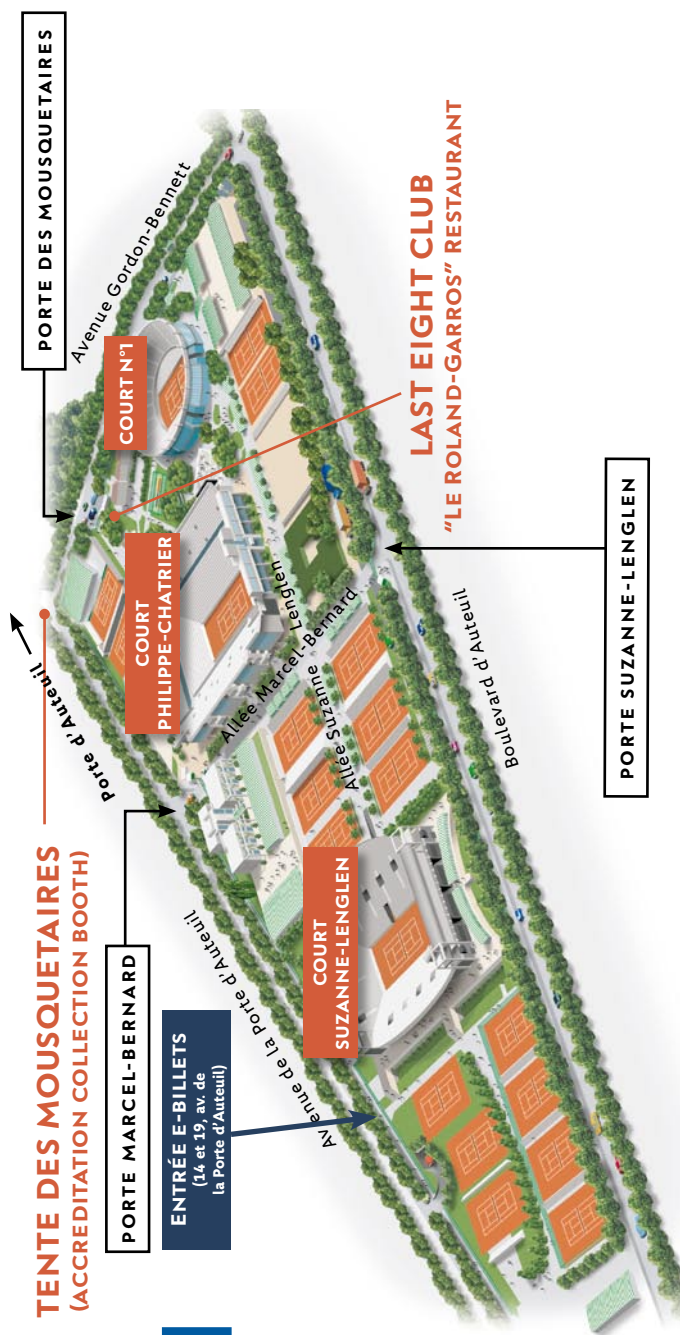 TENTE DES MOUSQUETAIRES
(ACCREDITATION COLLECTION BOOTH)
Porte d'Auteuil
PORTE DES MOUSQUETAIRES
PORTE MARCEL-BERNARD
Avenue Gordon-Bennett
ENTRÉE E-BILLETS
(14 et 19, av. de
la Porte d'Auteuil)
Avenue de la Porte d'Auteuil
COURT N°1
COURT
PHILIPPE-CHATRIER
COURT
SUZANNE-LENGLEN
Allée Marcel-Bernard
Allée Suzanne Lenglen
LAST EIGHT CLUB
"LE ROLAND-GARROS" RESTAURANT
Boulevard d'Auteuil
PORTE SUZANNE-LENGLEN